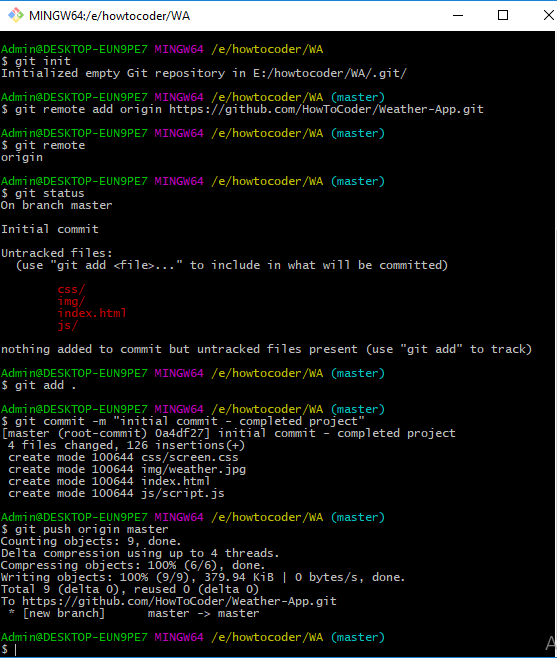 MINGW64:/e/howtocoder/WA
Admin@DESKTOP-EUN9PE7 MINGW64 /e/howtocoder/WA
$ git init
Initialized empty Git repository in E:/howtocoder/WA/.git/
Admin@DESKTOP-EUN9PE7 MINGW64 /e/howtocoder/WA (master)
$ git remote add origin https://github.com/HowToCoder/Weather-App.git
Admin@DESKTOP-EUN9PE7 MINGW64 /e/howtocoder/WA (master)
$ git remote
origin
Admin@DESKTOP-EUN9PE7 MINGW64 /e/howtocoder/WA (master)
$ git status
On branch master
Initial commit
Untracked files:
(use "git add <file>..." to include in what will be committed)
css/
img/
index.html
js/
nothing added to commit but untracked files present (use "git add" to track)
Admin@DESKTOP-EUN9PE7 MINGW64 /e/howtocoder/WA (master)
$ git add .
Admin@DESKTOP-EUN9PE7 MINGW64 /e/howtocoder/WA (master)
$ git commit -m "initial commit - completed project"
[master (root-commit) 0a4df27] initial commit - completed project
4 files changed, 126 insertions(+)
create mode 100644 css/screen.css
create mode 100644 img/weather.jpg
create mode 100644 index.html
create mode 100644 js/script.js
Admin@DESKTOP-EUN9PE7 MINGW64 /e/howtocoder/WA (master)
$ git push origin master
Counting objects: 9, done.
Delta compression using up to 4 threads.
Compressing objects: 100% (6/6), done.
Writing objects: 100% (9/9), 379.94 KiB | 0 bytes/s, done.
Total 9 (delta 0), reused 0 (delta 0)
To https://github.com/HowToCoder/Weather-App.git
* [new branch] master -> master
Admin@DESKTOP-EUN9PE7 MINGW64 /e/howtocoder/WA (master)
$